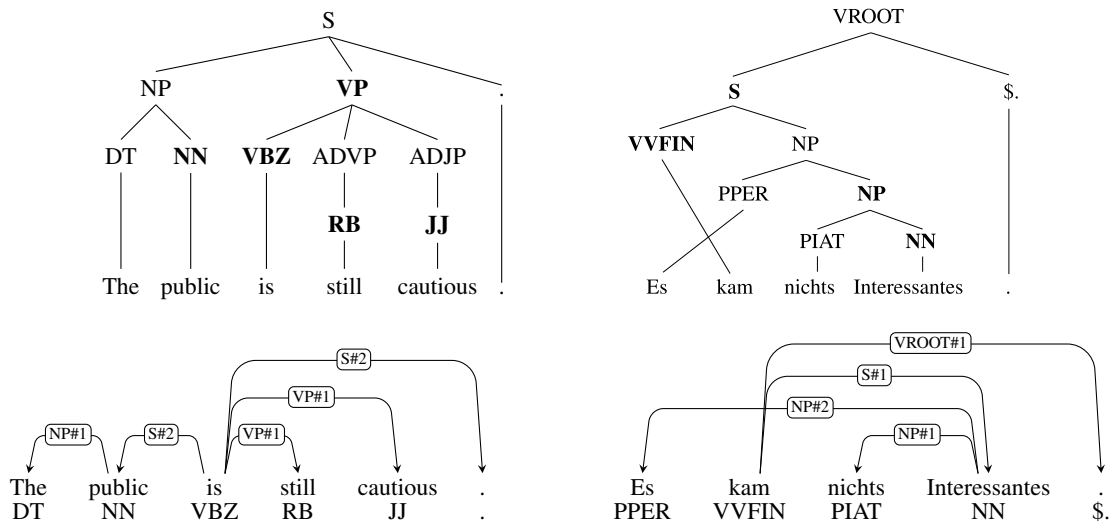 S
NP VP .
DT NN VBZ ADVP ADJP
RB JJ
The public is still cautious .
VROOT
S $.
VVFIN NP
PPER NP
PIAT NN
Es kam nichts Interessantes .
S#2
VP#1
NP#1 S#2 VP#1
The public is still cautious .
DT NN VBZ RB JJ .
VROOT#1
S#1
NP#2
NP#1
Es kam nichts Interessantes .
PPER VVFIN PIAT NN $.